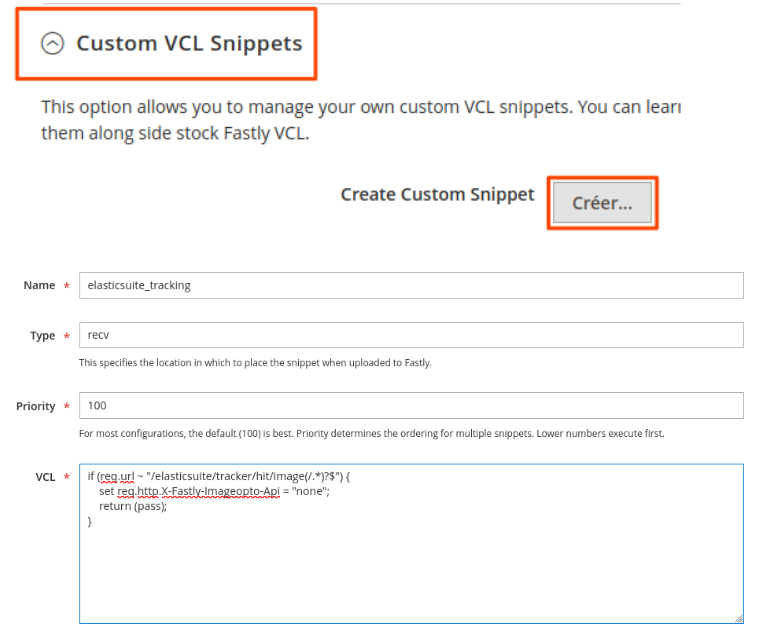 Custom VCL Snippets
This option allows you to manage your own custom VCL snippets. You can learn
them along side stock Fastly VCL.
Create Custom Snippet Créer...
Name * elasticsuite_tracking
Type * recv
This specifies the location in which to place the snippet when uploaded to Fastly.
Priority * 100
For most configurations, the default (100) is best. Priority determines the ordering for multiple snippets. Lower numbers execute first.
VCL * if (req.url ~ "/elasticsuite/tracker/hit/image(/.*)?$") {
set req.http.X-Fastly-Imageopto-Api = "none";
return (pass);
}